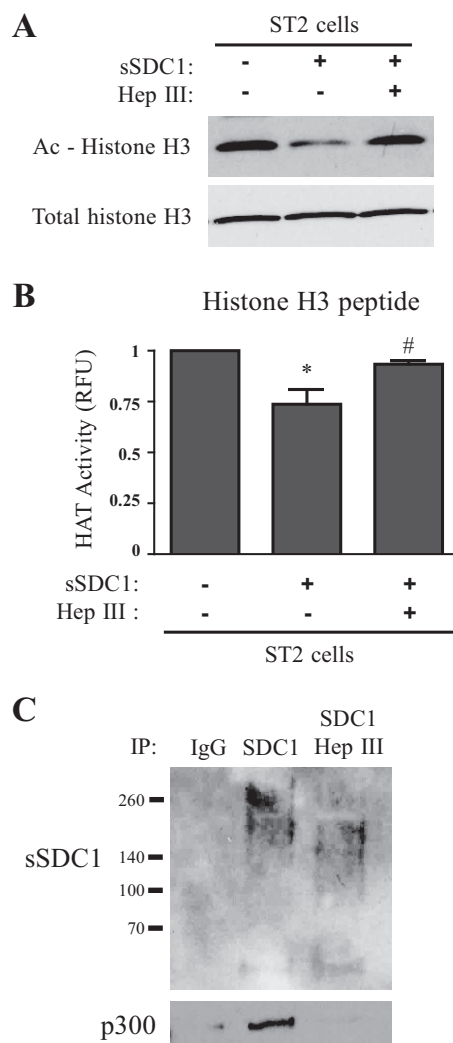 A
ST2 cells
sSDC1: - + +
Hep III: - - +
Ac - Histone H3
Total histone H3
B
Histone H3 peptide
HAT Activity (RFU)
1
0.75
0.5
0.25
0
*
#
sSDC1: - + +
Hep III : - - +
ST2 cells
C
SDC1
IP: IgG SDC1 Hep III
260
sSDC1
140
100
70
p300